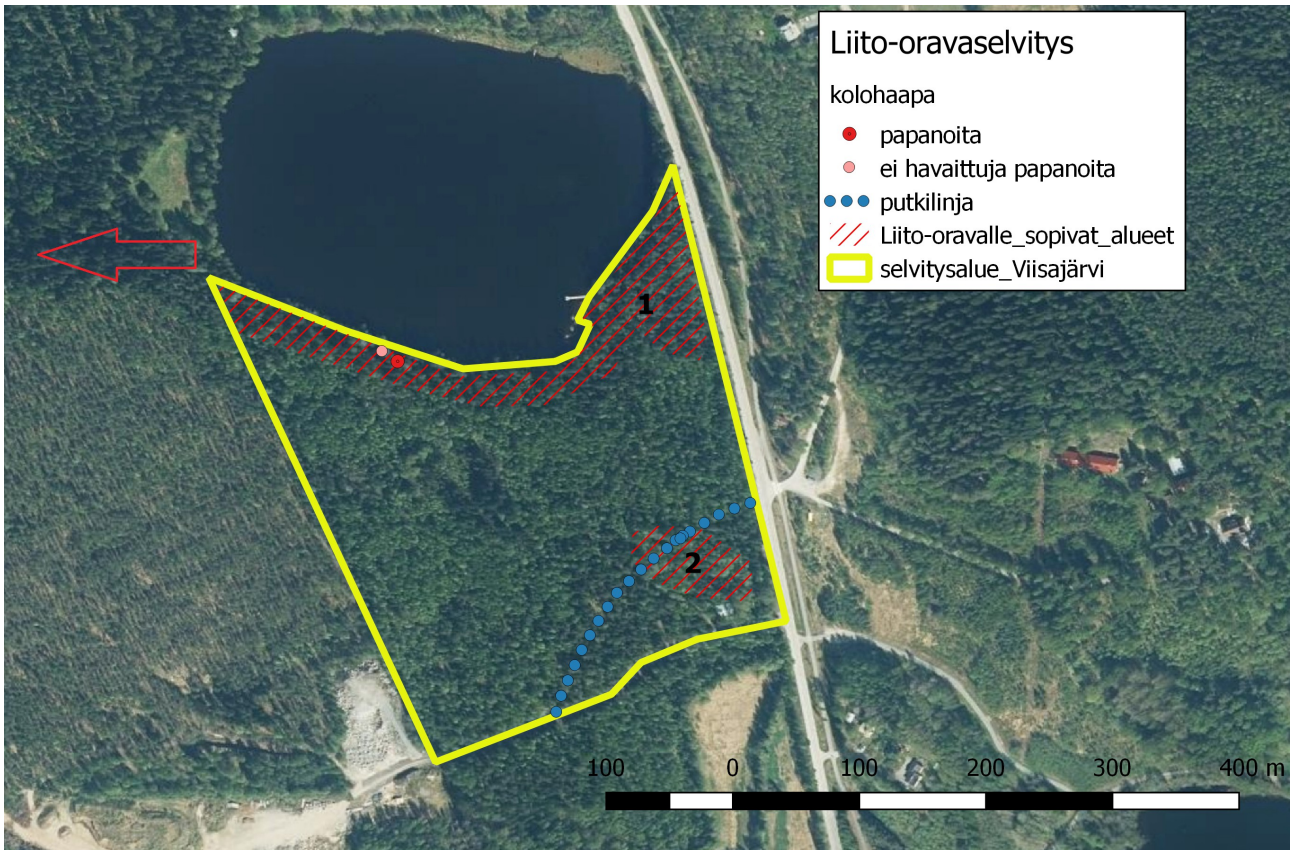 Liito-oravaselvitys
kolohaapa
papanoita
ei havaittuja papanoita
putkilinja
Liito-oravalle_sopivat_alueet
selvitysalue_Viisajärvi
1
2
100 0 100 200 300 400 m